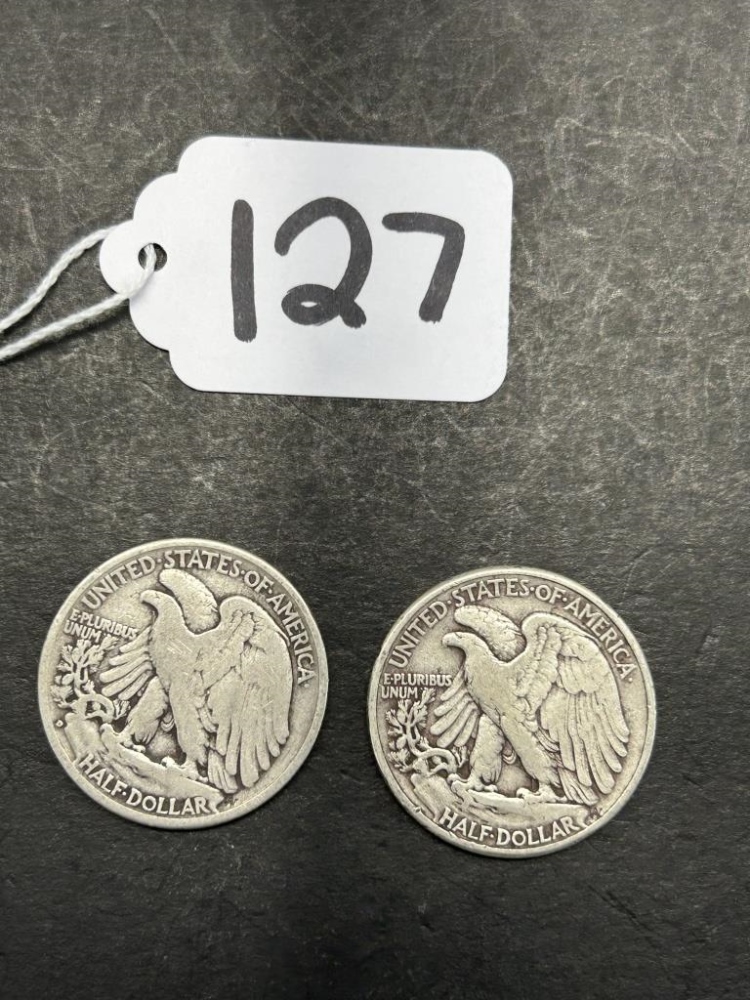 127
UNITED·STATES·OF·AMERICA
E·PLURIBUS
UNUM
HALF·DOLLAR
UNITED·STATES·OF·AMERICA·
E·PLURIBUS
UNUM
HALF·DOLLAR